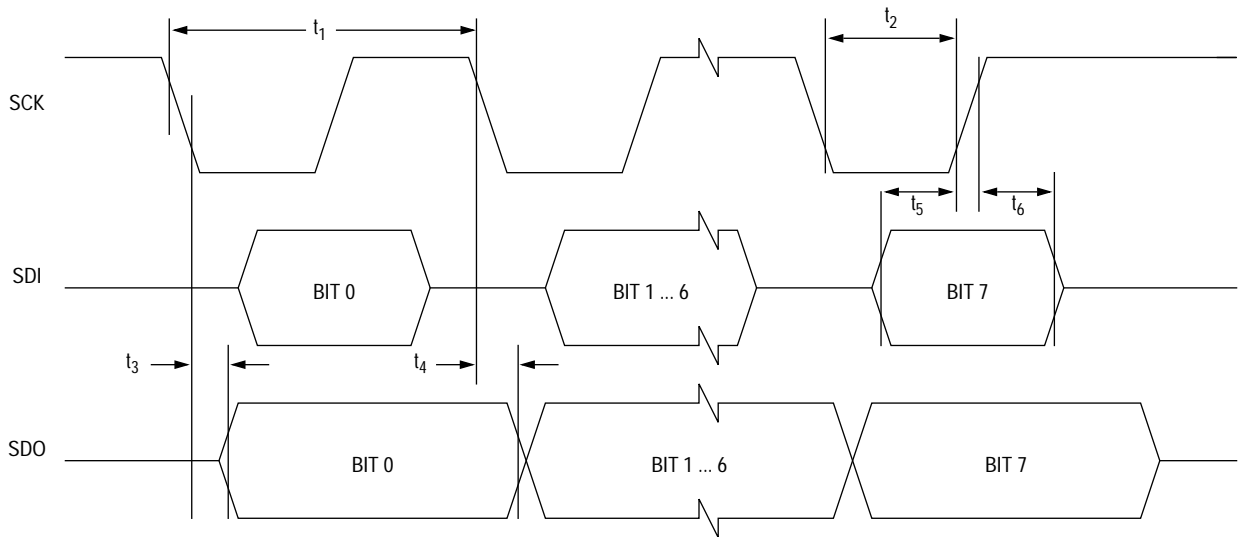 t1
t2
SCK
t5
t6
SDI
BIT 0
BIT 1 ... 6
BIT 7
t3
t4
SDO
BIT 0
BIT 1 ... 6
BIT 7